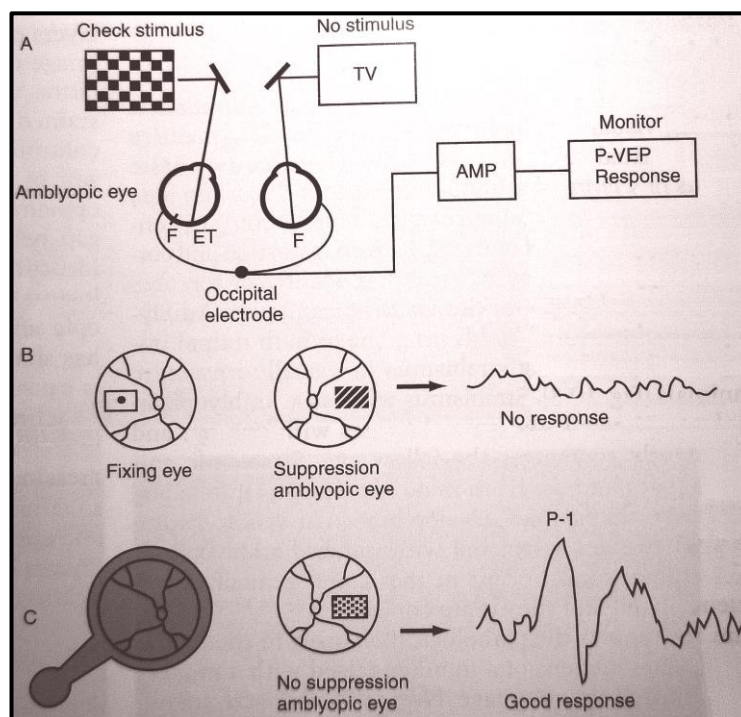 A
Check stimulus
No stimulus
TV
Monitor
AMP
P-VEP
Response
Amblyopic eye
F
ET
F
Occipital
electrode
B
Fixing eye
Suppression
amblyopic eye
No response
P-1
C
No suppression
amblyopic eye
Good response